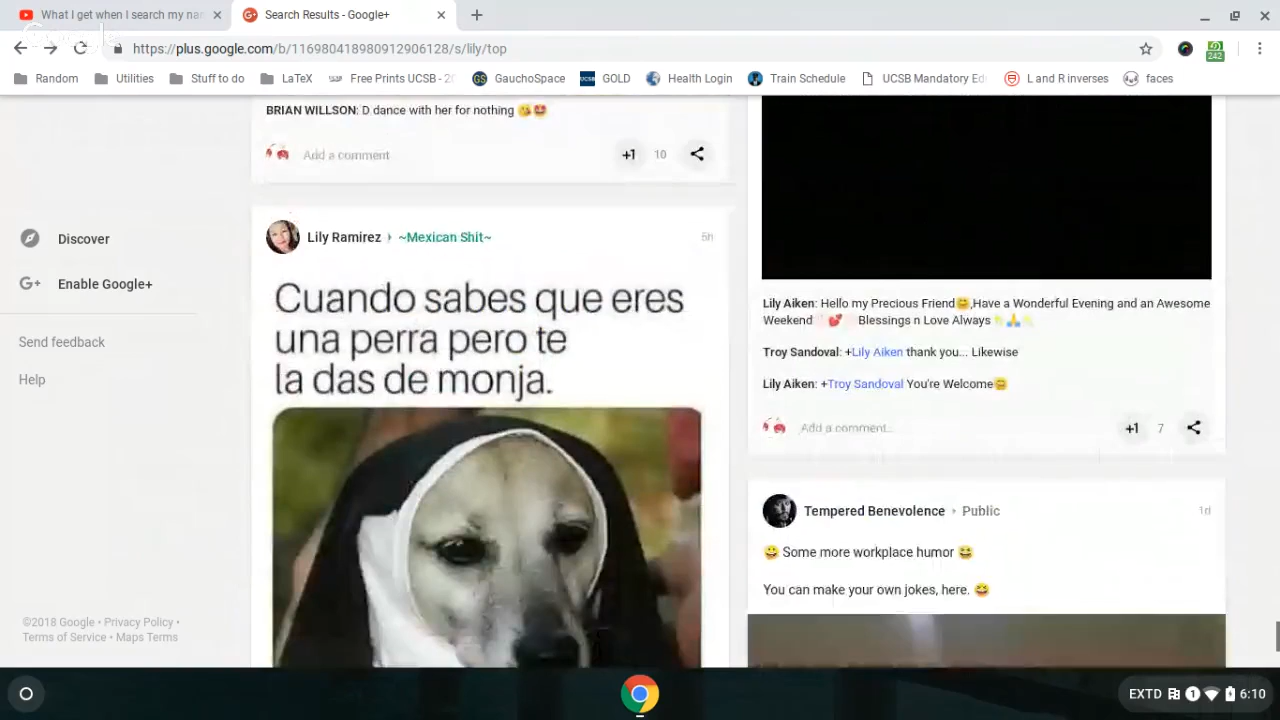 What I get when I search my nar
Search Results - Google+
https://plus.google.com/b/116980418980912906128/s/lily/top
242
Random
Utilities
Stuff to do
LaTeX
Free Prints UCSB - 20
GauchoSpace
GOLD
Health Login
Train Schedule
UCSB Mandatory Ed
L and R inverses
faces
Discover
Enable Google+
Send feedback
Help
©2018 Google • Privacy Policy •
Terms of Service • Maps Terms
BRIAN WILLSON: D dance with her for nothing 😘🤩
Add a comment
+1
10
Lily Ramirez
~Mexican Shit~
5h
Cuando sabes que eres
una perra pero te
la das de monja.
Lily Aiken: Hello my Precious Friend😊,Have a Wonderful Evening and an Awesome
Weekend 💕 Blessings n Love Always 🙏
Troy Sandoval: +Lily Aiken thank you... Likewise
Lily Aiken: +Troy Sandoval You're Welcome😊
Add a comment...
+1
7
Tempered Benevolence
Public
1d
😀 Some more workplace humor 😆
You can make your own jokes, here. 😆
EXTD
1
6:10